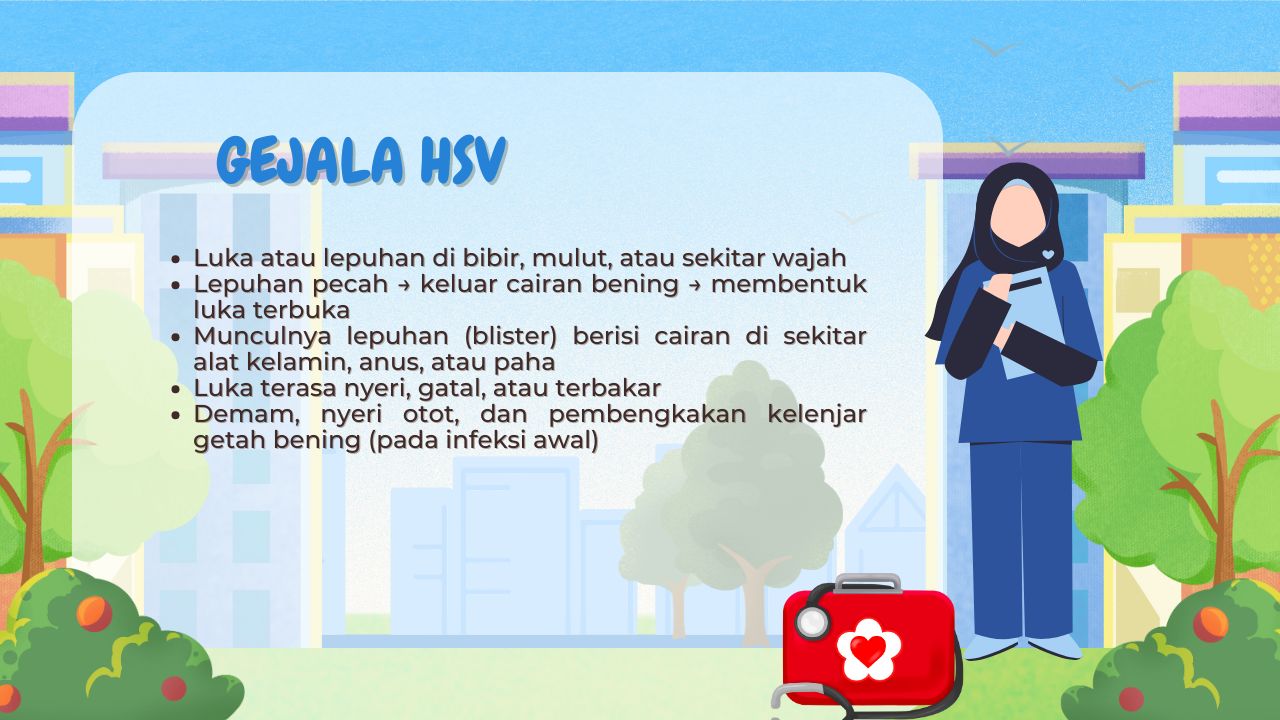 GEJALA HSV
• Luka atau lepuhan di bibir, mulut, atau sekitar wajah
• Lepuhan pecah → keluar cairan bening → membentuk
luka terbuka
• Munculnya lepuhan (blister) berisi cairan di sekitar
alat kelamin, anus, atau paha
• Luka terasa nyeri, gatal, atau terbakar
• Demam, nyeri otot, dan pembengkakan kelenjar
getah bening (pada infeksi awal)